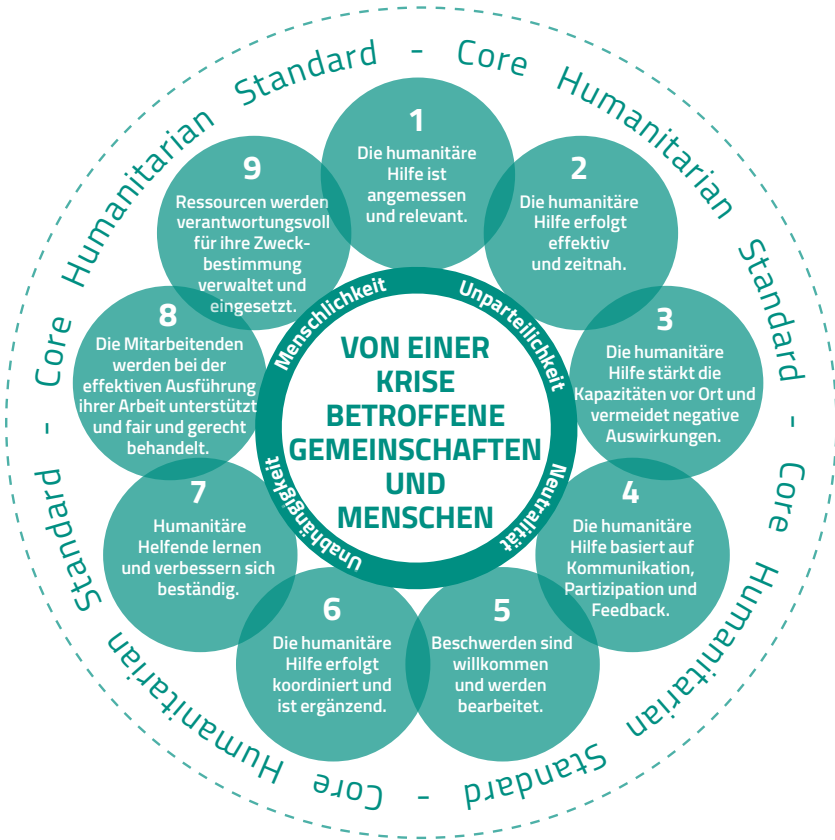 Core Humanitarian Standard - Core Humanitarian Standard - Core Humanitarian Standard - Core Humanitarian Standard -
1
Die humanitäre
Hilfe ist
angemessen
und relevant.
2
Die humanitäre
Hilfe erfolgt
effektiv
und zeitnah.
3
Die humanitäre
Hilfe stärkt die
Kapazitäten vor Ort und
vermeidet negative
Auswirkungen.
4
Die humanitäre
Hilfe basiert auf
Kommunikation,
Partizipation und
Feedback.
5
Beschwerden sind
willkommen
und werden
bearbeitet.
6
Die humanitäre
Hilfe erfolgt
koordiniert und
ist ergänzend.
7
Humanitäre
Helfende lernen
und verbessern sich
beständig.
8
Die Mitarbeitenden
werden bei der
effektiven Ausführung
ihrer Arbeit unterstützt
und fair und gerecht
behandelt.
9
Ressourcen werden
verantwortungsvoll
für ihre Zweck-
bestimmung
verwaltet und
eingesetzt.
Menschlichkeit
Unparteilichkeit
Neutralität
Unabhängigkeit
VON EINER
KRISE
BETROFFENE
GEMEINSCHAFTEN
UND
MENSCHEN